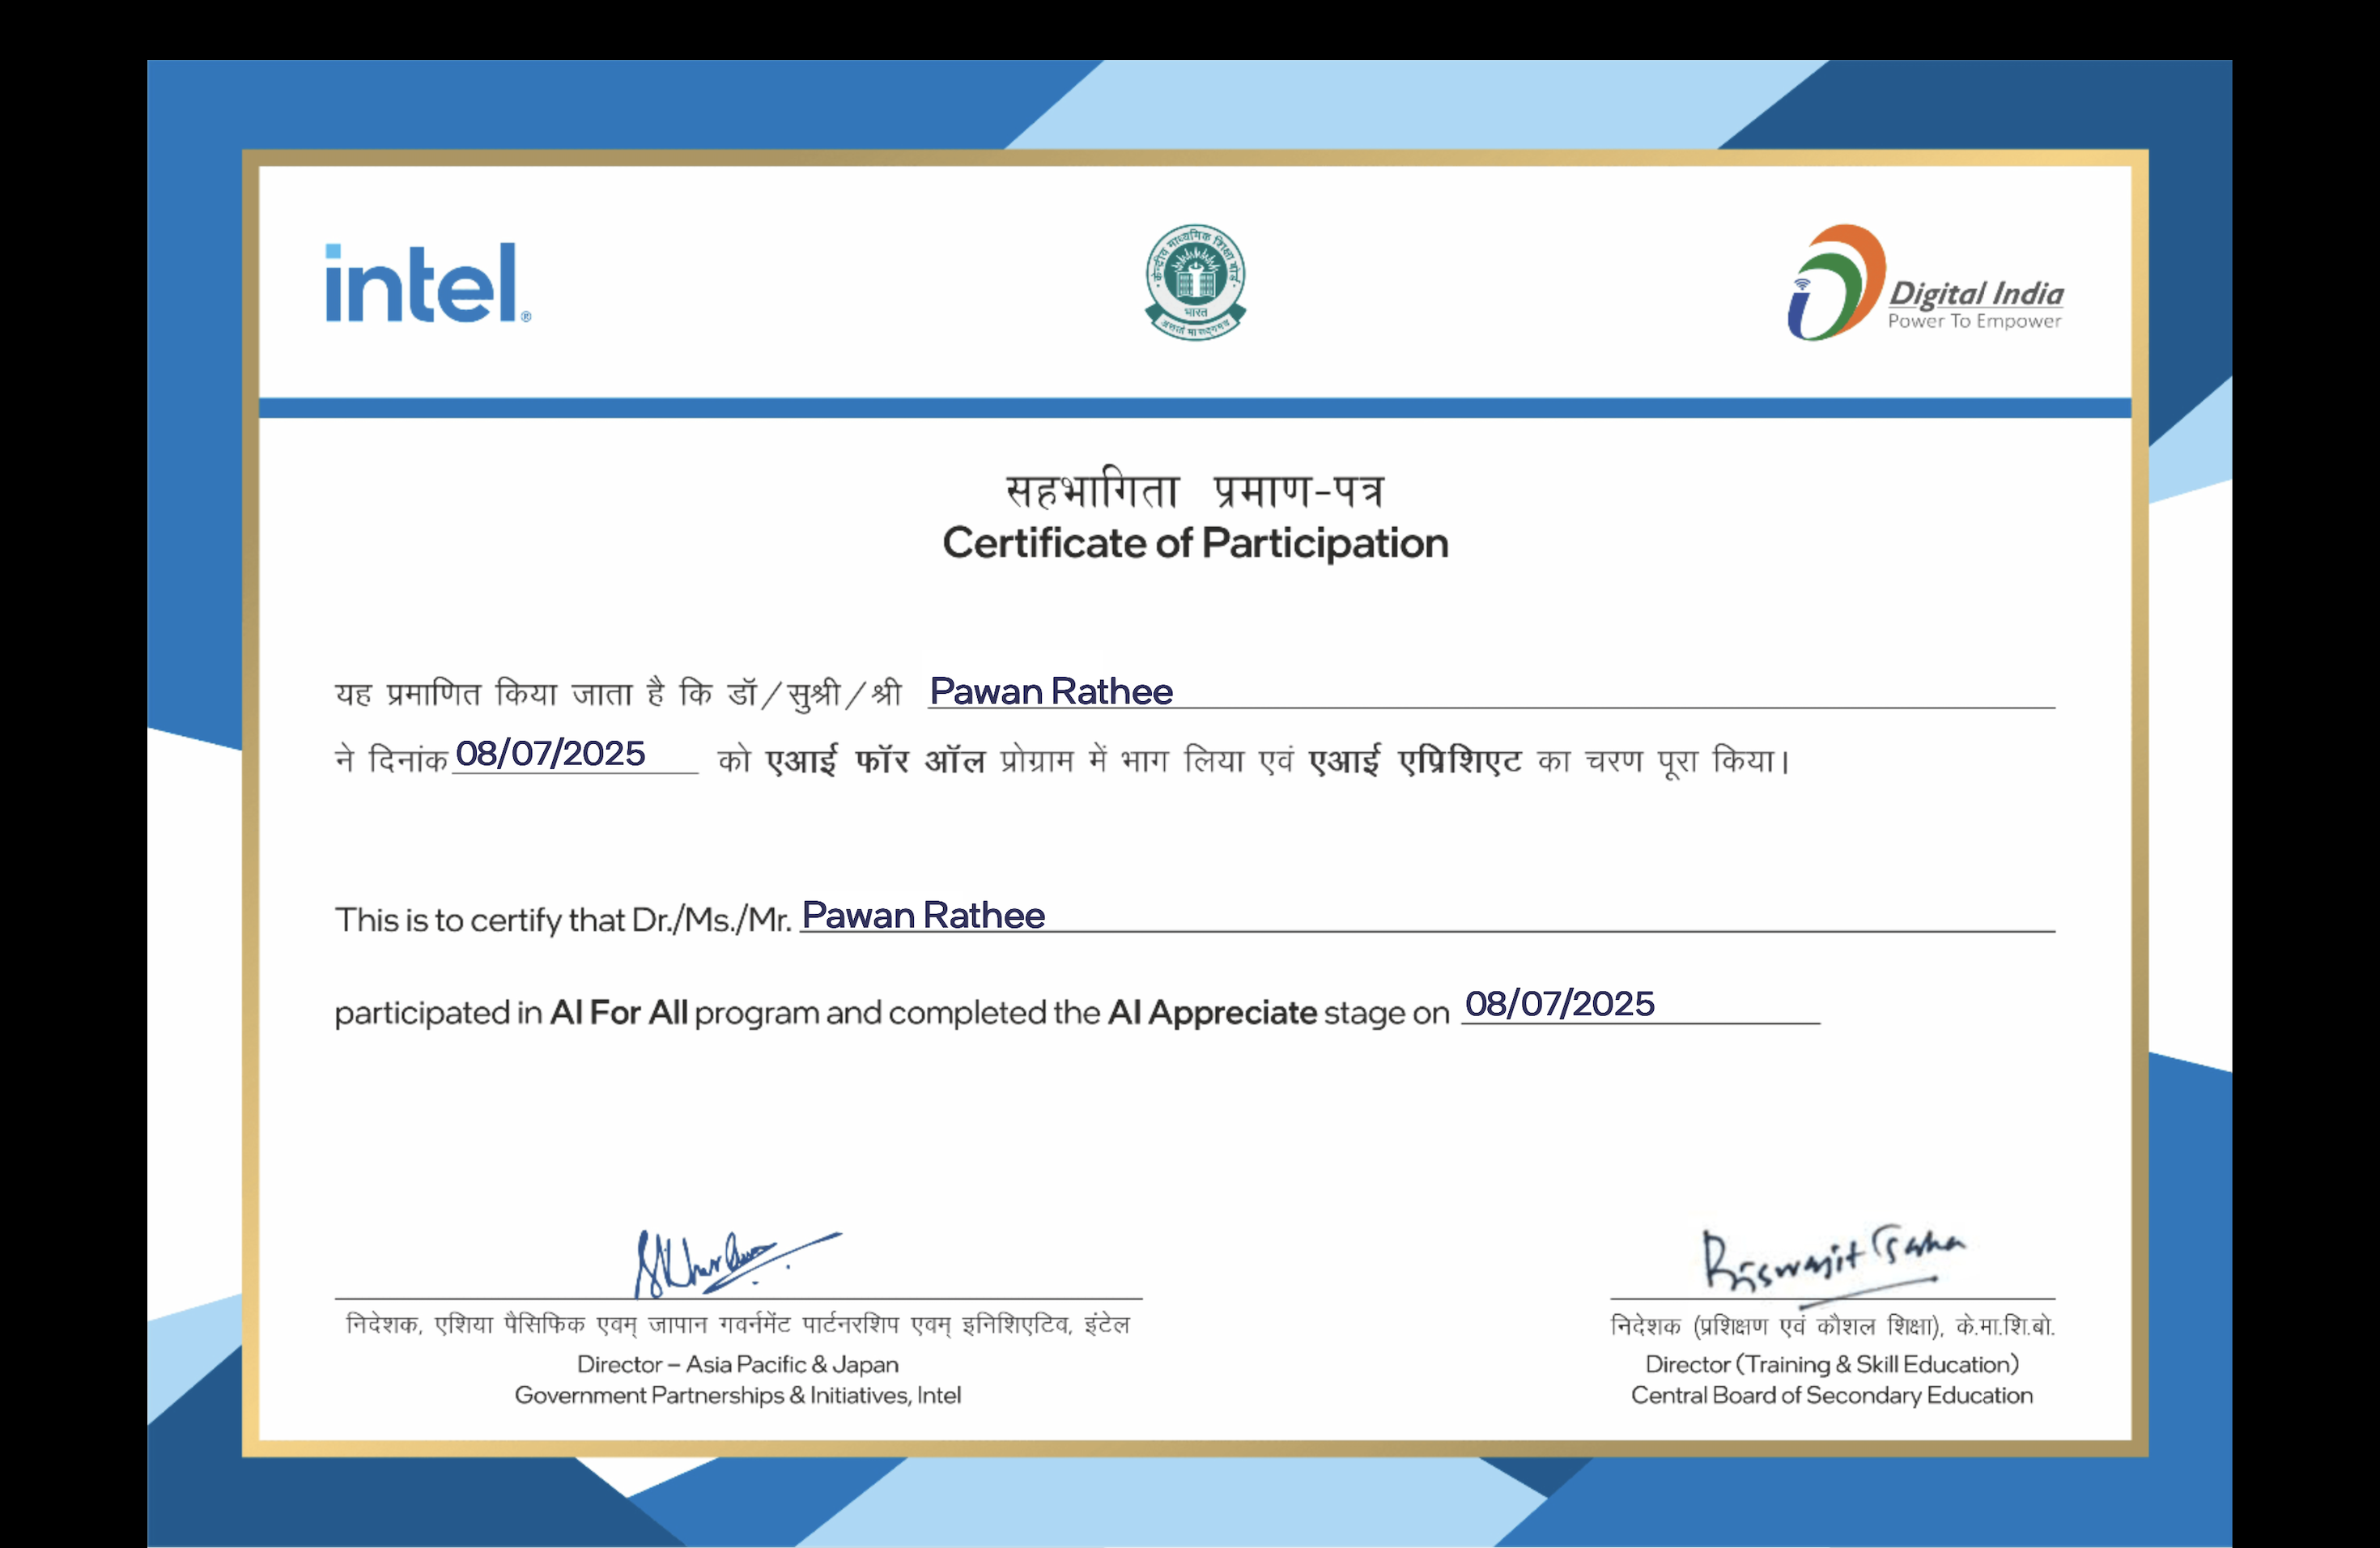 intel®
केन्द्रीय माध्यमिक शिक्षा बोर्ड
भारत
असतो मा सद्गमय
Digital India
Power To Empower
सहभागिता प्रमाण-पत्र
Certificate of Participation
यह प्रमाणित किया जाता है कि डॉ/सुश्री/श्री Pawan Rathee
ने दिनांक 08/07/2025 को एआई फॉर ऑल प्रोग्राम में भाग लिया एवं एआई एप्रिशिएट का चरण पूरा किया।
This is to certify that Dr./Ms./Mr. Pawan Rathee
participated in AI For All program and completed the AI Appreciate stage on 08/07/2025
Biswajit Saha
निदेशक, एशिया पैसिफिक एवम् जापान गवर्नमेंट पार्टनरशिप एवम् इनिशिएटिव, इंटेल
Director – Asia Pacific & Japan
Government Partnerships & Initiatives, Intel
निदेशक (प्रशिक्षण एवं कौशल शिक्षा), के.मा.शि.बो.
Director (Training & Skill Education)
Central Board of Secondary Education